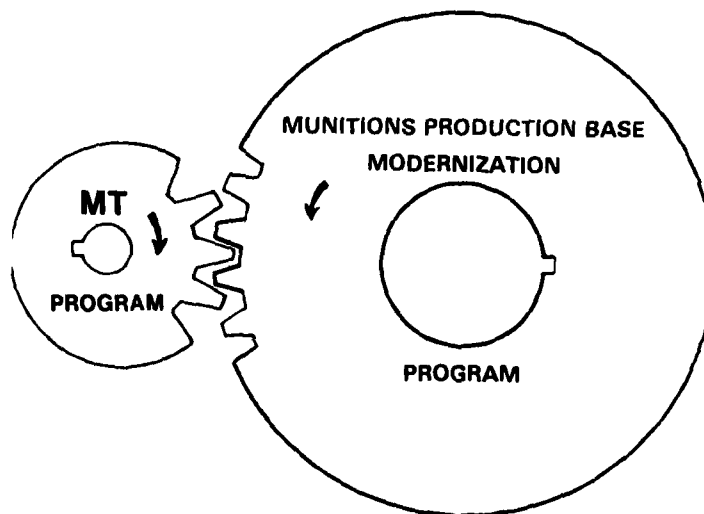 MT
PROGRAM
MUNITIONS PRODUCTION BASE
MODERNIZATION
PROGRAM